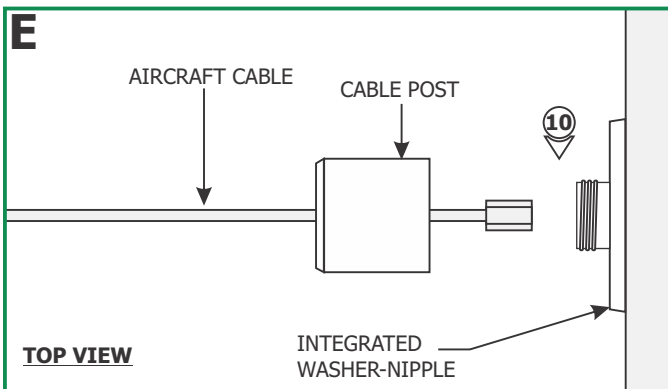 E
AIRCRAFT CABLE
CABLE POST
10
TOP VIEW
INTEGRATED
WASHER-NIPPLE